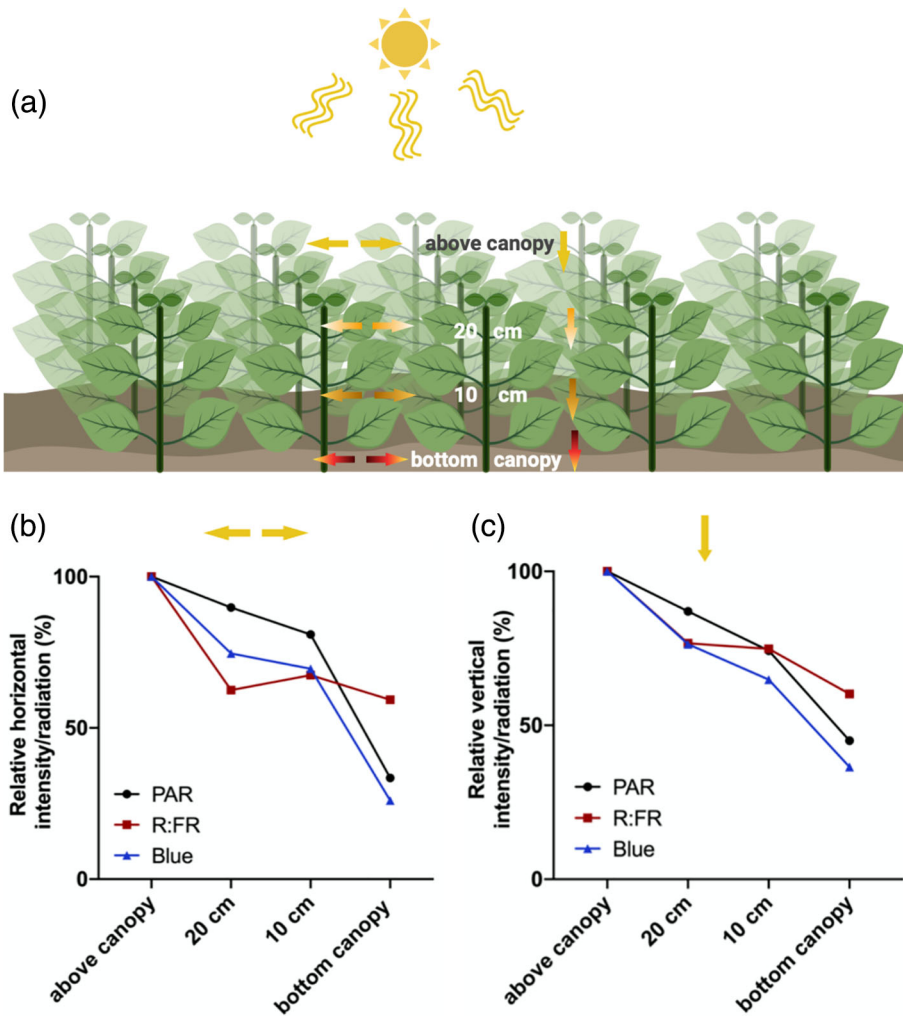 (a)
above canopy
20 cm
10 cm
bottom canopy
(b)
Relative horizontal
intensity/radiation (%)
100
50
0
PAR
R:FR
Blue
above canopy
20 cm
10 cm
bottom canopy
(c)
Relative vertical
intensity/radiation (%)
100
50
0
PAR
R:FR
Blue
above canopy
20 cm
10 cm
bottom canopy